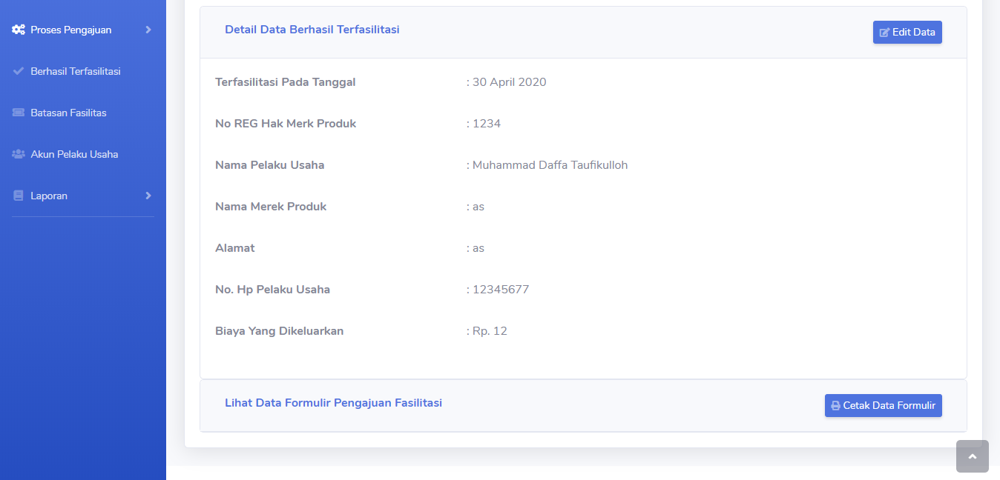 Proses Pengajuan
Berhasil Terfasilitasi
Batasan Fasilitas
Akun Pelaku Usaha
Laporan
Detail Data Berhasil Terfasilitasi
Edit Data
Terfasilitasi Pada Tanggal : 30 April 2020
No REG Hak Merk Produk : 1234
Nama Pelaku Usaha : Muhammad Daffa Taufikulloh
Nama Merek Produk : as
Alamat : as
No. Hp Pelaku Usaha : 12345677
Biaya Yang Dikeluarkan : Rp. 12
Lihat Data Formulir Pengajuan Fasilitasi
Cetak Data Formulir